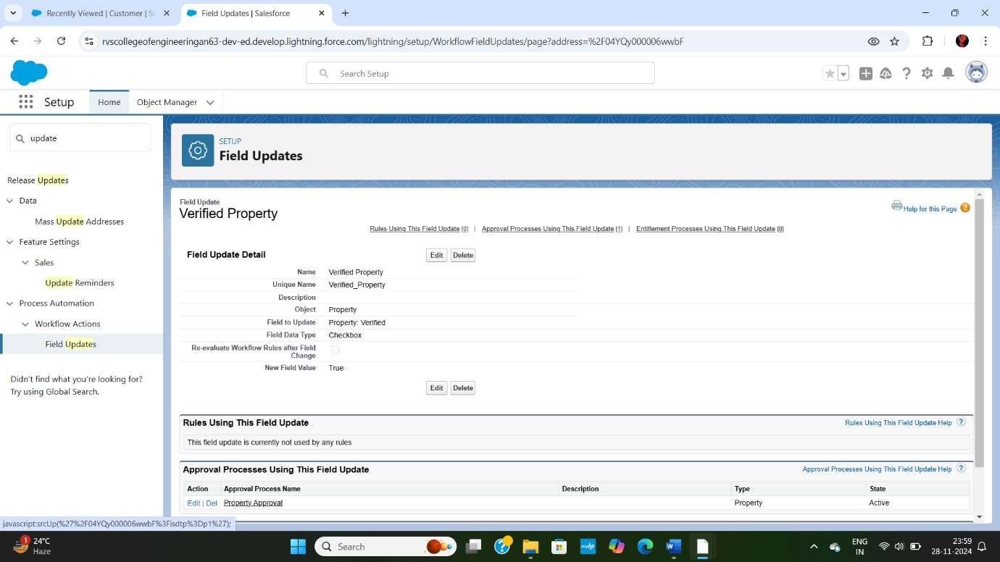 Recently Viewed | Customer | Sa
Field Updates | Salesforce
rvscollegeofengineeringan63-dev-ed.develop.lightning.force.com/lightning/setup/WorkflowFieldUpdates/page?address=%2F04YQy000006wwbF
Search Setup
Setup
Home
Object Manager
update
SETUP
Field Updates
Release Updates
Data
Mass Update Addresses
Feature Settings
Sales
Update Reminders
Process Automation
Workflow Actions
Field Updates
Didn't find what you're looking for?
Try using Global Search.
Field Update
Verified Property
Help for this Page
Rules Using This Field Update [0] | Approval Processes Using This Field Update [1] | Entitlement Processes Using This Field Update [0]
Field Update Detail
Edit Delete
Name Verified Property
Unique Name Verified_Property
Description
Object Property
Field to Update Property: Verified
Field Data Type Checkbox
Re-evaluate Workflow Rules after Field
Change
New Field Value True
Edit Delete
Rules Using This Field Update
Rules Using This Field Update Help ?
This field update is currently not used by any rules
Approval Processes Using This Field Update
Approval Processes Using This Field Update Help ?
Action Approval Process Name Description Type State
Edit | Del Property Approval Property Active
javascript:srcUp(%27%2F04YQy000006wwbF%3Fisdtp%3Dp1%27);
1
24°C
Haze
Search
myhp
ENG
IN
23:59
28-11-2024